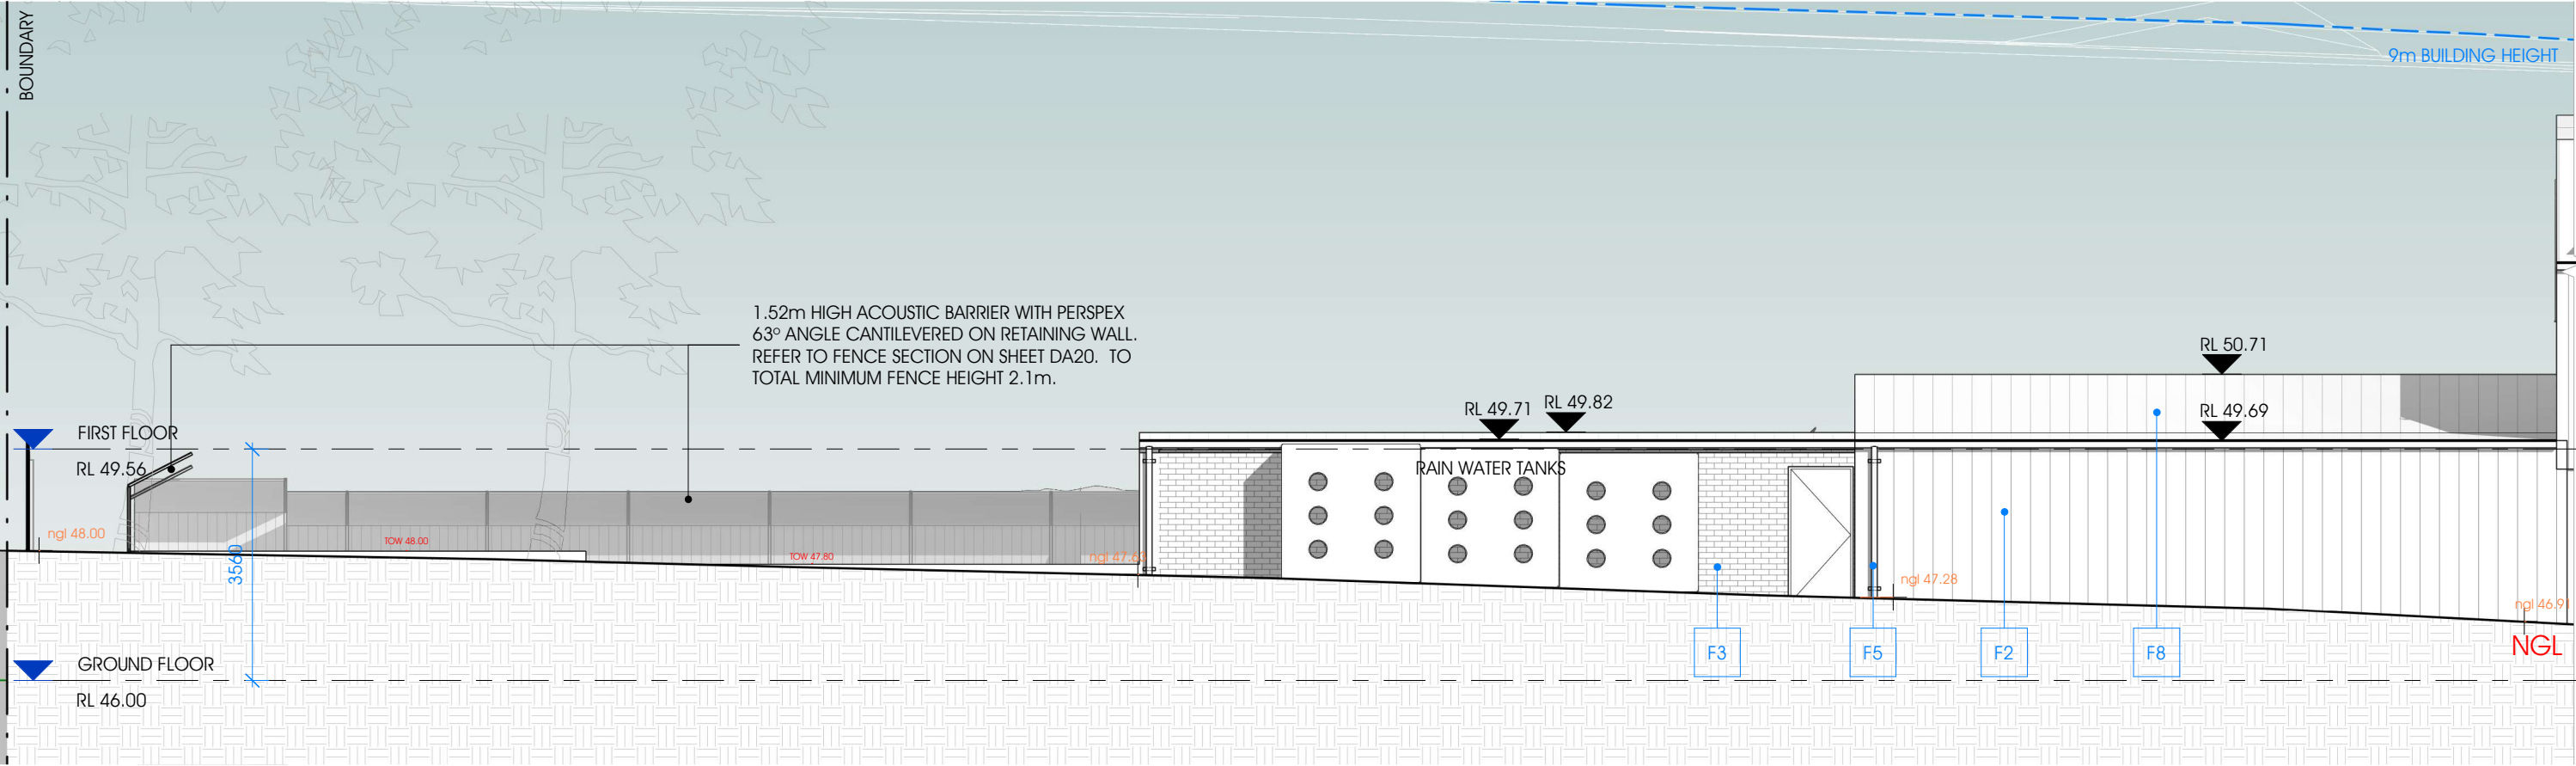 BOUNDARY
9m BUILDING HEIGHT
1.52m HIGH ACOUSTIC BARRIER WITH PERSPEX
63º ANGLE CANTILEVERED ON RETAINING WALL.
REFER TO FENCE SECTION ON SHEET DA20. TO
TOTAL MINIMUM FENCE HEIGHT 2.1m.
RL 50.71
RL 49.71
RL 49.82
RL 49.69
FIRST FLOOR
RL 49.56
RAIN WATER TANKS
ngl 48.00
TOW 48.00
TOW 47.80
3560
ngl 47.28
ngl 46.91
NGL
F3
F5
F2
F8
GROUND FLOOR
RL 46.00